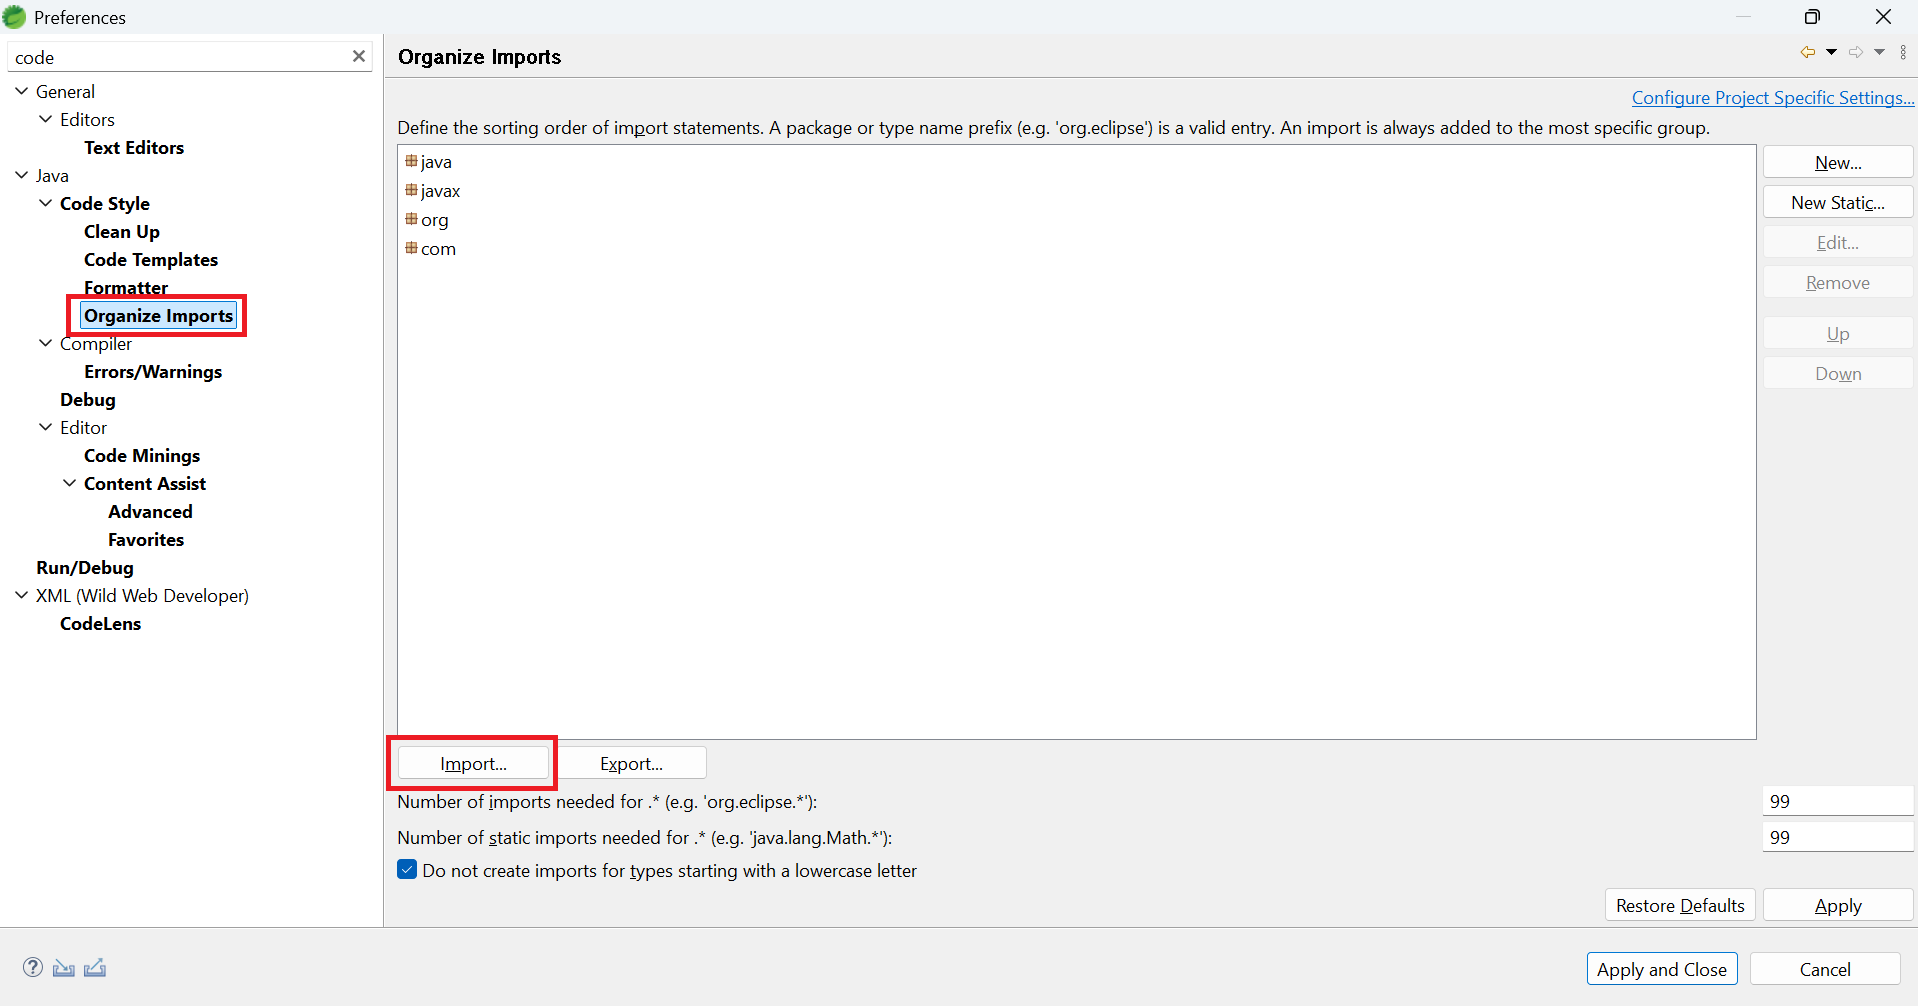 Preferences
code
General
Editors
Text Editors
Java
Code Style
Clean Up
Code Templates
Formatter
Organize Imports
Compiler
Errors/Warnings
Debug
Editor
Code Minings
Content Assist
Advanced
Favorites
Run/Debug
XML (Wild Web Developer)
CodeLens
Organize Imports
Configure Project Specific Settings...
Define the sorting order of import statements. A package or type name prefix (e.g. 'org.eclipse') is a valid entry. An import is always added to the most specific group.
java
javax
org
com
New...
New Static...
Edit...
Remove
Up
Down
Import...
Export...
Number of imports needed for .* (e.g. 'org.eclipse.*'):
99
Number of static imports needed for .* (e.g. 'java.lang.Math.*'):
99
Do not create imports for types starting with a lowercase letter
Restore Defaults
Apply
?
Apply and Close
Cancel